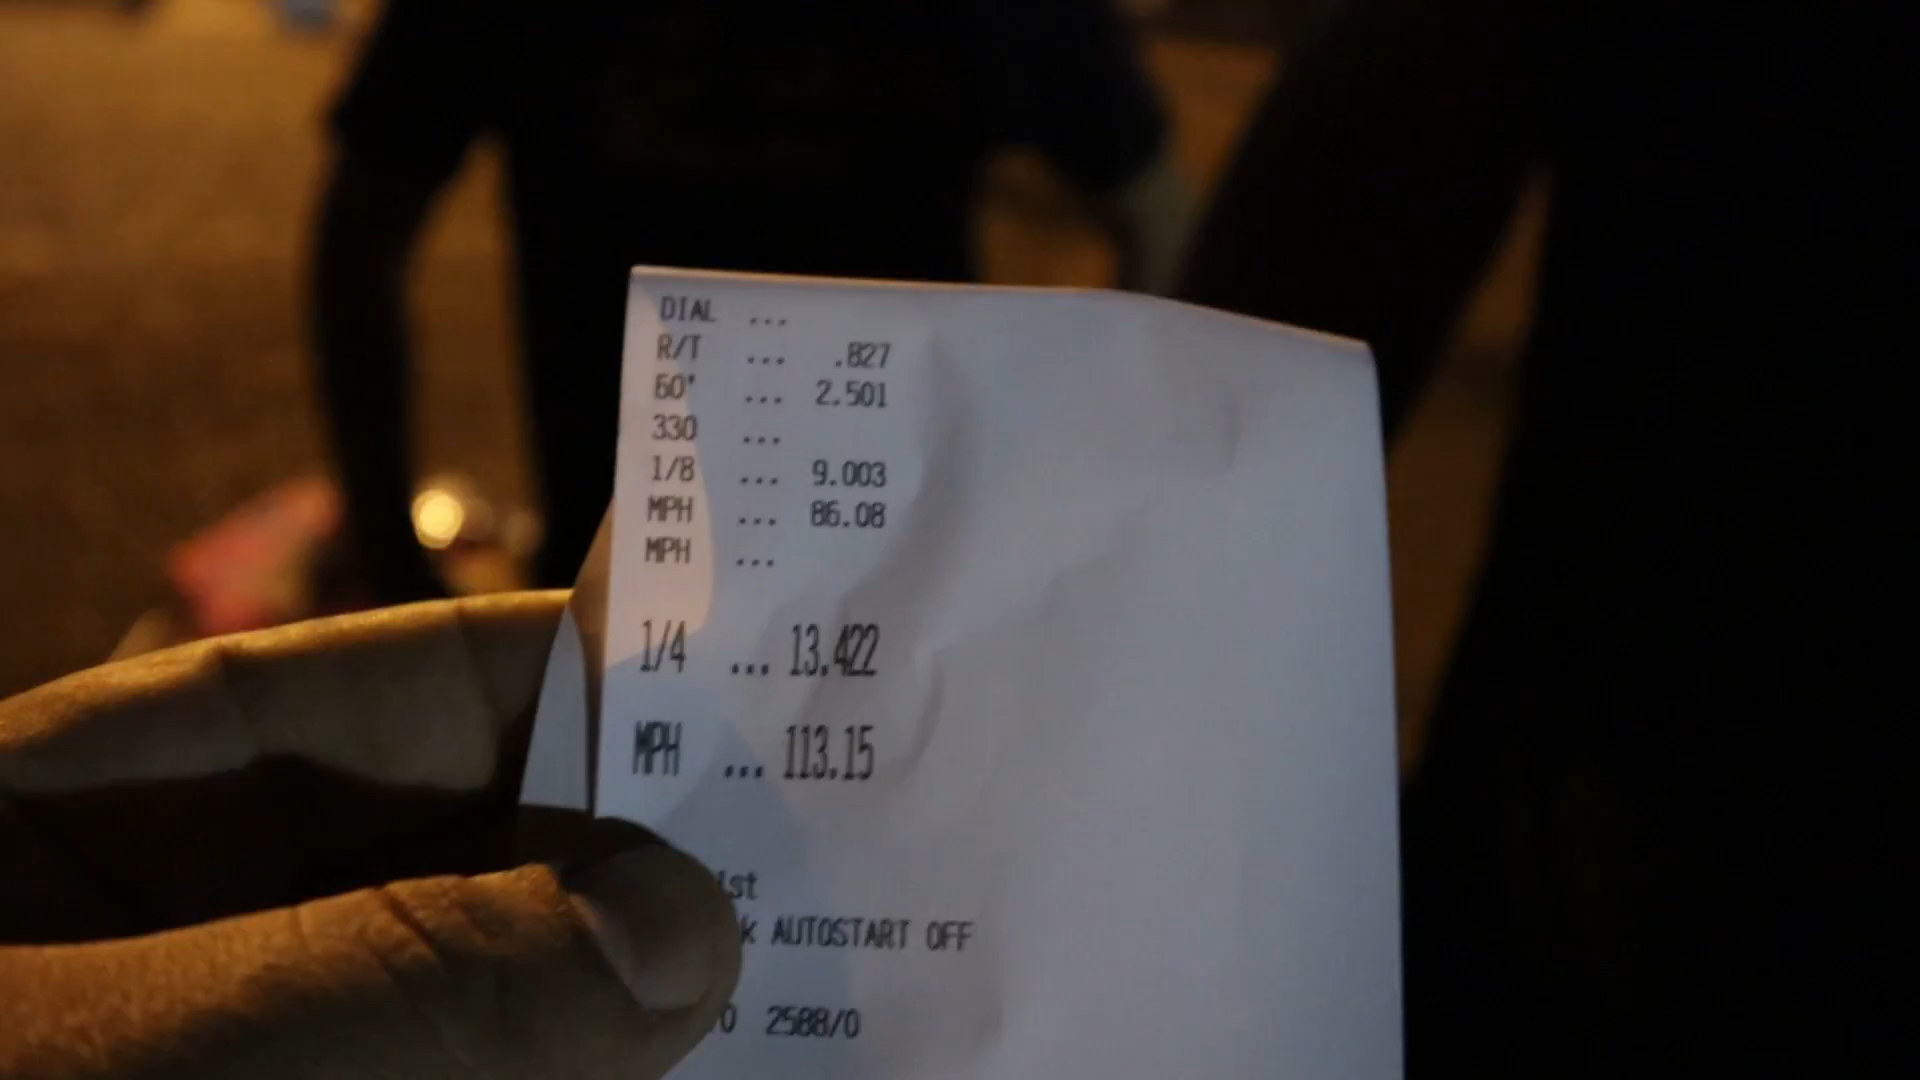 DIAL ...
R/T ... .827
60' ... 2.501
330 ...
1/8 ... 9.003
MPH ... 86.08
MPH ...
1/4 ... 13.422
MPH ... 113.15
1st
AUTOSTART OFF
2588/0